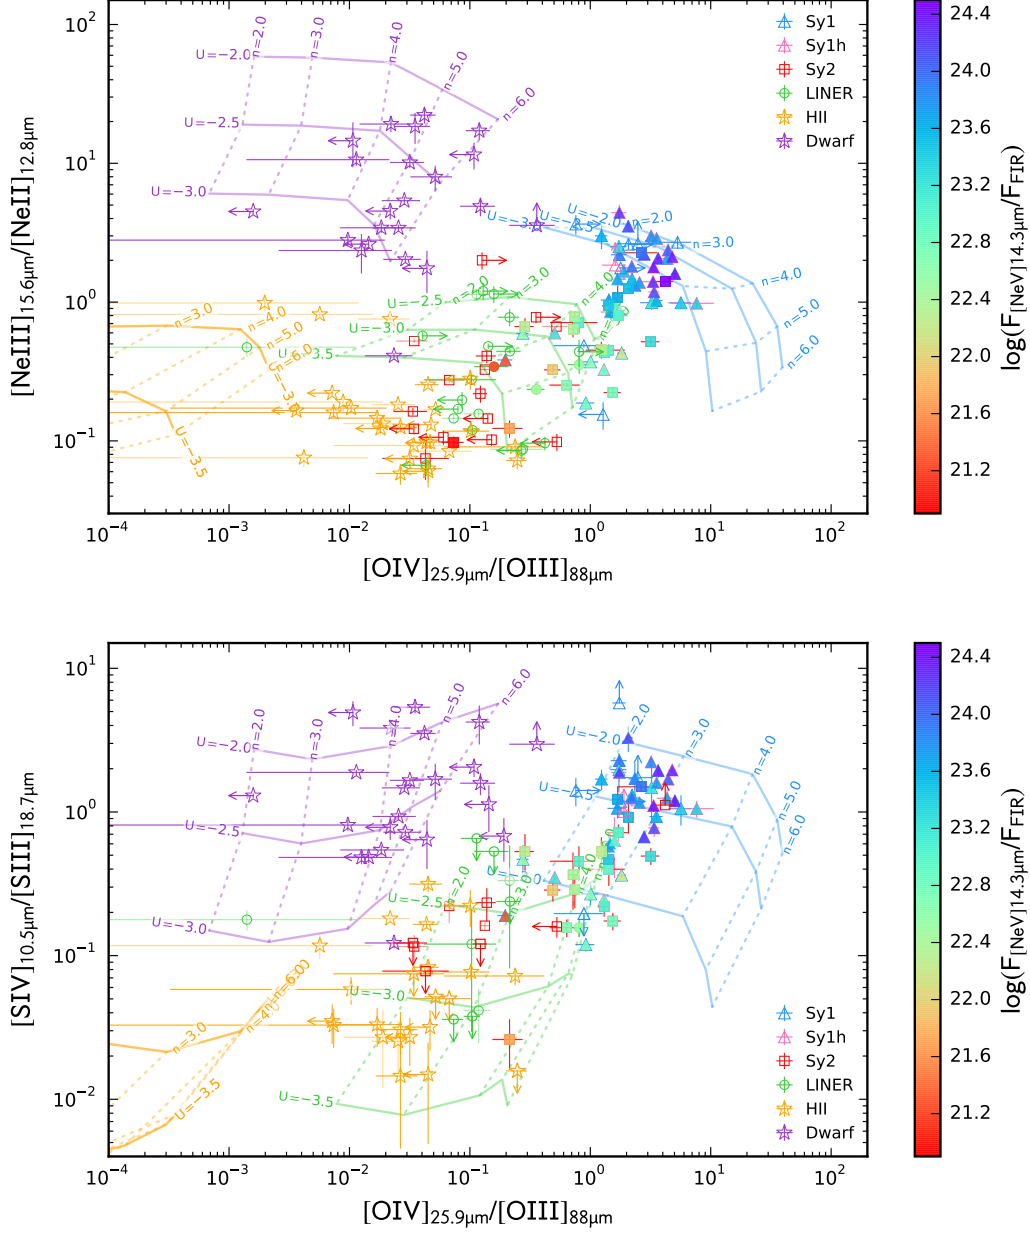 10²
10¹
10⁰
10⁻¹
[NeIII]15.6μm/[NeII]12.8μm
U=−2.0
n=2.0
n=3.0
n=4.0
n=5.0
n=6.0
U=−2.5
U=−3.0
Sy1
Sy1h
Sy2
LINER
HII
Dwarf
U=−2.0
n=2.0
n=3.0
n=4.0
n=5.0
n=6.0
U=−2.5
n=2.0
n=3.0
n=4.0
U=−3.0
n=3.0
n=4.0
n=5.0
n=6.0
U=−3.5
10⁻⁴
10⁻³
10⁻²
10⁻¹
10⁰
10¹
10²
[OIV]25.9μm/[OIII]88μm
24.4
24.0
23.6
23.2
22.8
22.4
22.0
21.6
21.2
log(F[NeV]14.3μm/FFIR)
10¹
10⁰
10⁻¹
10⁻²
[SIV]10.5μm/[SIII]18.7μm
U=−2.0
n=2.0
n=3.0
n=4.0
n=5.0
n=6.0
U=−2.5
U=−3.0
U=−2.0
n=2.0
n=3.0
n=4.0
n=5.0
n=6.0
U=−2.5
n=2.0
n=3.0
n=4.0
U=−3.0
U=−3.5
n=3.0
U=−3.5
Sy1
Sy1h
Sy2
LINER
HII
Dwarf
10⁻⁴
10⁻³
10⁻²
10⁻¹
10⁰
10¹
10²
[OIV]25.9μm/[OIII]88μm
24.4
24.0
23.6
23.2
22.8
22.4
22.0
21.6
21.2
log(F[NeV]14.3μm/FFIR)